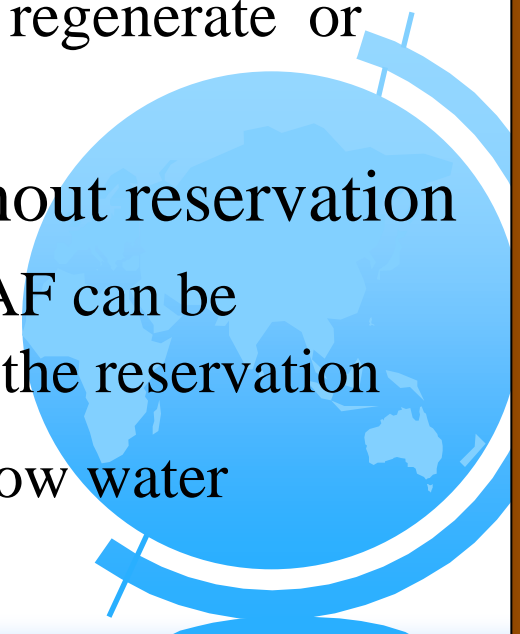 regenerate or
hout reservation
AF can be
the reservation
ow water